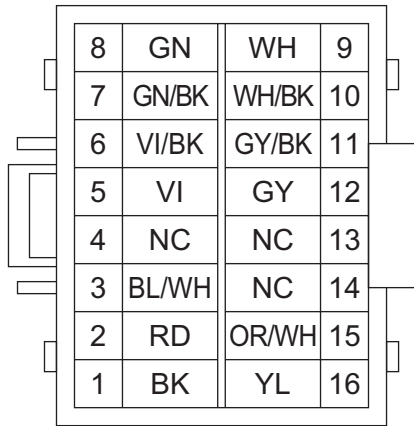 8 GN WH 9
7 GN/BK WH/BK 10
6 VI/BK GY/BK 11
5 VI GY 12
4 NC NC 13
3 BL/WH NC 14
2 RD OR/WH 15
1 BK YL 16